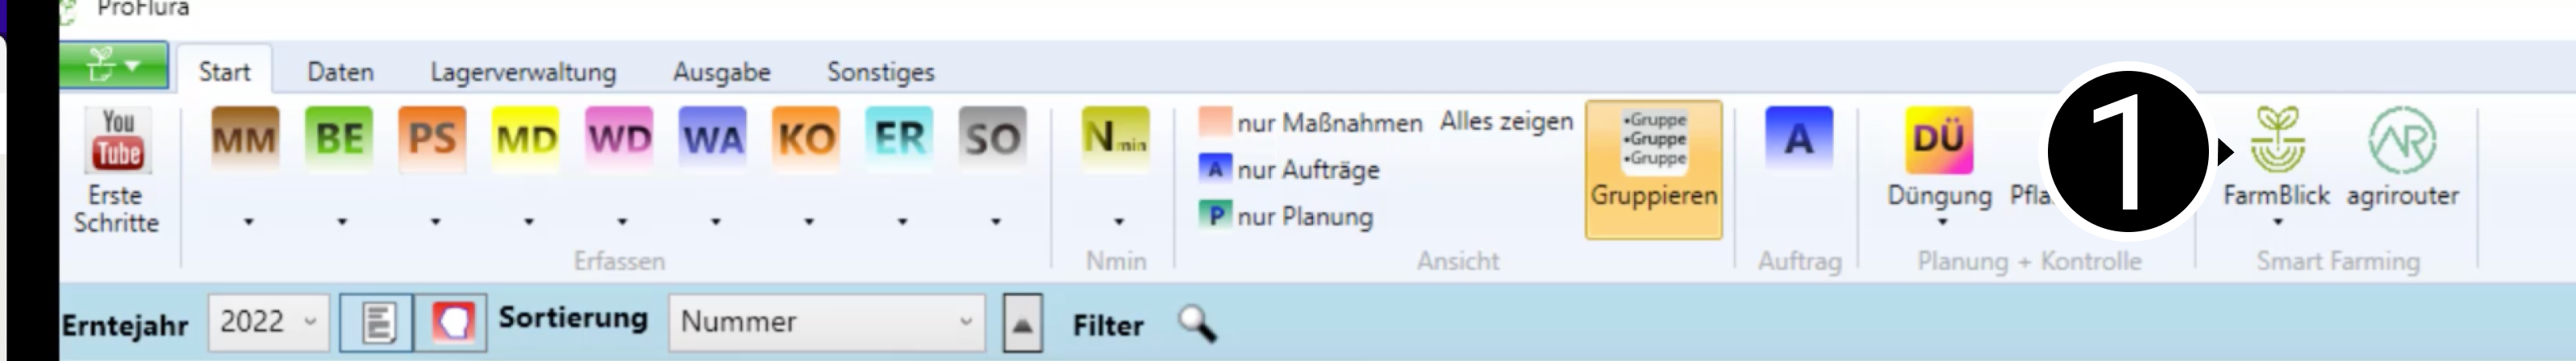 ProFlura
Start Daten Lagerverwaltung Ausgabe Sonstiges
You Tube
Erste Schritte
MM BE PS MD WD WA KO ER SO
Erfassen
Nmin
Nmin
nur Maßnahmen Alles zeigen
A nur Aufträge
P nur Planung
•Gruppe
•Gruppe
•Gruppe
Gruppieren
Ansicht
A
Auftrag
DÜ
Düngung
Planung + Kontrolle
1
FarmBlick
AR
agrirouter
Smart Farming
Erntejahr 2022 Sortierung Nummer Filter